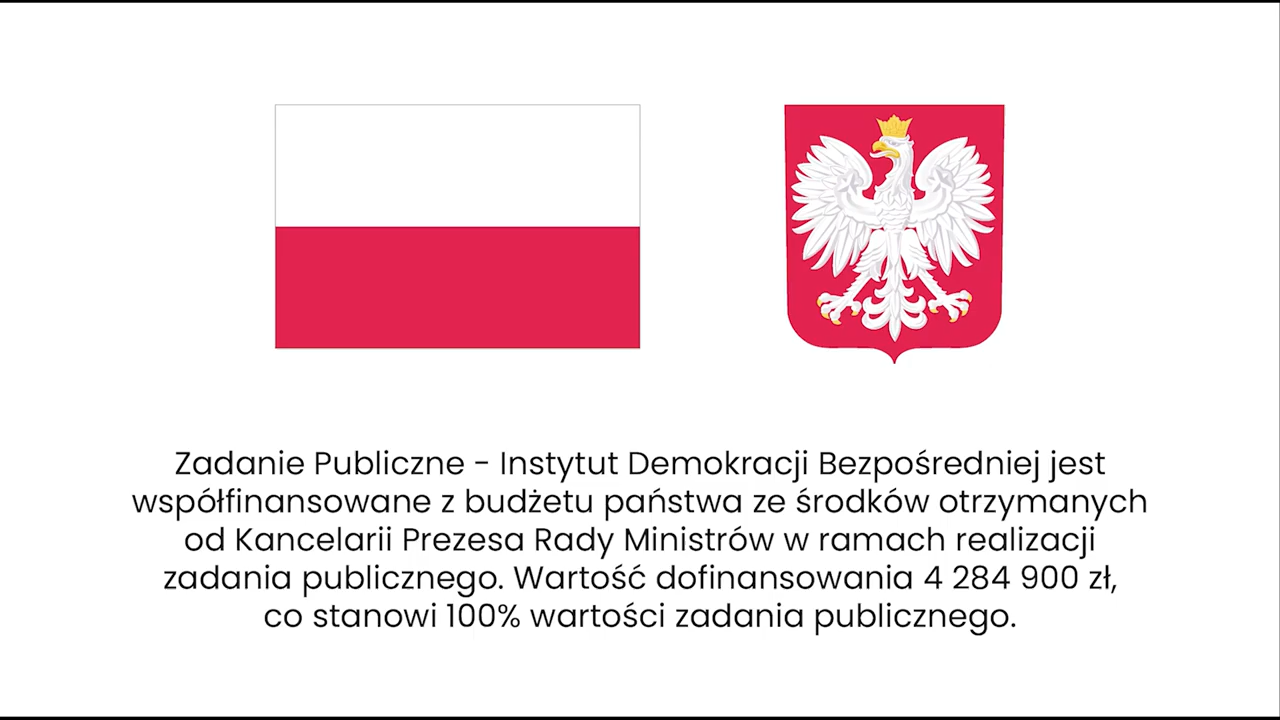 Zadanie Publiczne - Instytut Demokracji Bezpośredniej jest
współfinansowane z budżetu państwa ze środków otrzymanych
od Kancelarii Prezesa Rady Ministrów w ramach realizacji
zadania publicznego. Wartość dofinansowania 4 284 900 zł,
co stanowi 100% wartości zadania publicznego.